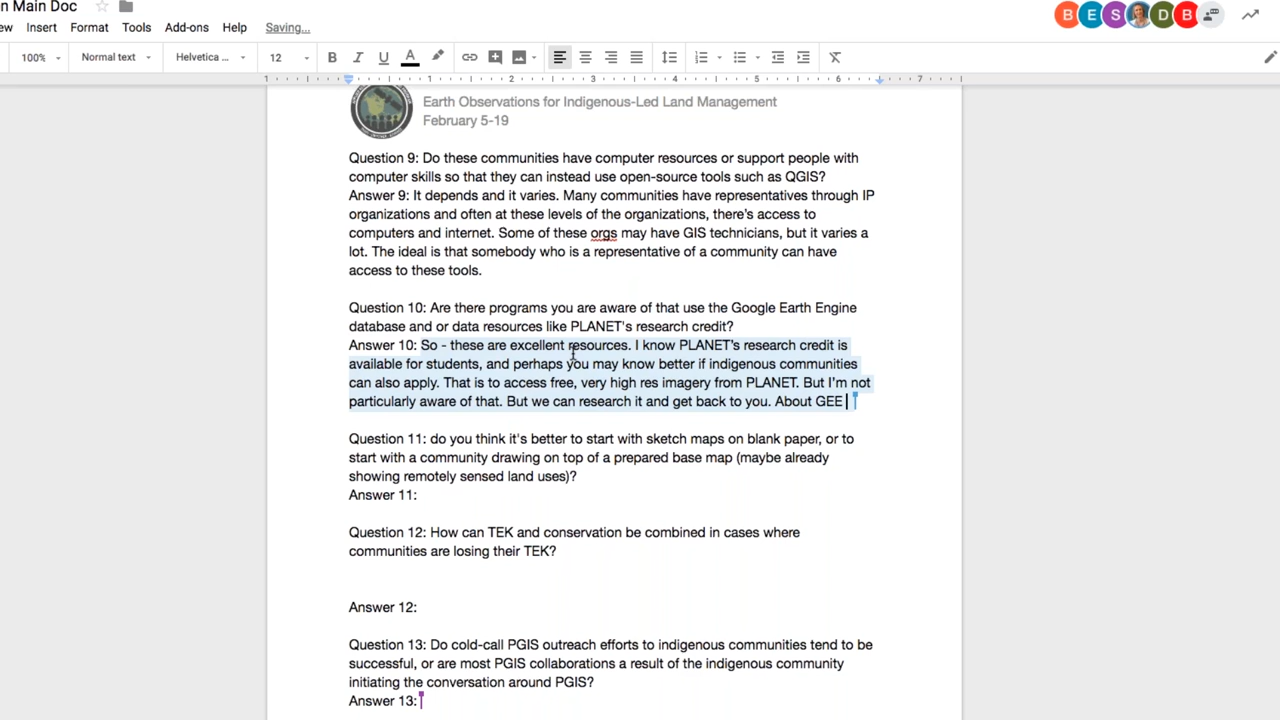 n Main Doc
ew Insert Format Tools Add-ons Help Saving...
100% Normal text Helvetica ... 12 B I U A
1 1 2 3 4 5 6 7
B E S D B
Earth Observations for Indigenous-Led Land Management
February 5-19
Question 9: Do these communities have computer resources or support people with
computer skills so that they can instead use open-source tools such as QGIS?
Answer 9: It depends and it varies. Many communities have representatives through IP
organizations and often at these levels of the organizations, there's access to
computers and internet. Some of these orgs may have GIS technicians, but it varies a
lot. The ideal is that somebody who is a representative of a community can have
access to these tools.
Question 10: Are there programs you are aware of that use the Google Earth Engine
database and or data resources like PLANET's research credit?
Answer 10: So - these are excellent resources. I know PLANET's research credit is
available for students, and perhaps you may know better if indigenous communities
can also apply. That is to access free, very high res imagery from PLANET. But I'm not
particularly aware of that. But we can research it and get back to you. About GEE
Question 11: do you think it's better to start with sketch maps on blank paper, or to
start with a community drawing on top of a prepared base map (maybe already
showing remotely sensed land uses)?
Answer 11:
Question 12: How can TEK and conservation be combined in cases where
communities are losing their TEK?
Answer 12:
Question 13: Do cold-call PGIS outreach efforts to indigenous communities tend to be
successful, or are most PGIS collaborations a result of the indigenous community
initiating the conversation around PGIS?
Answer 13: